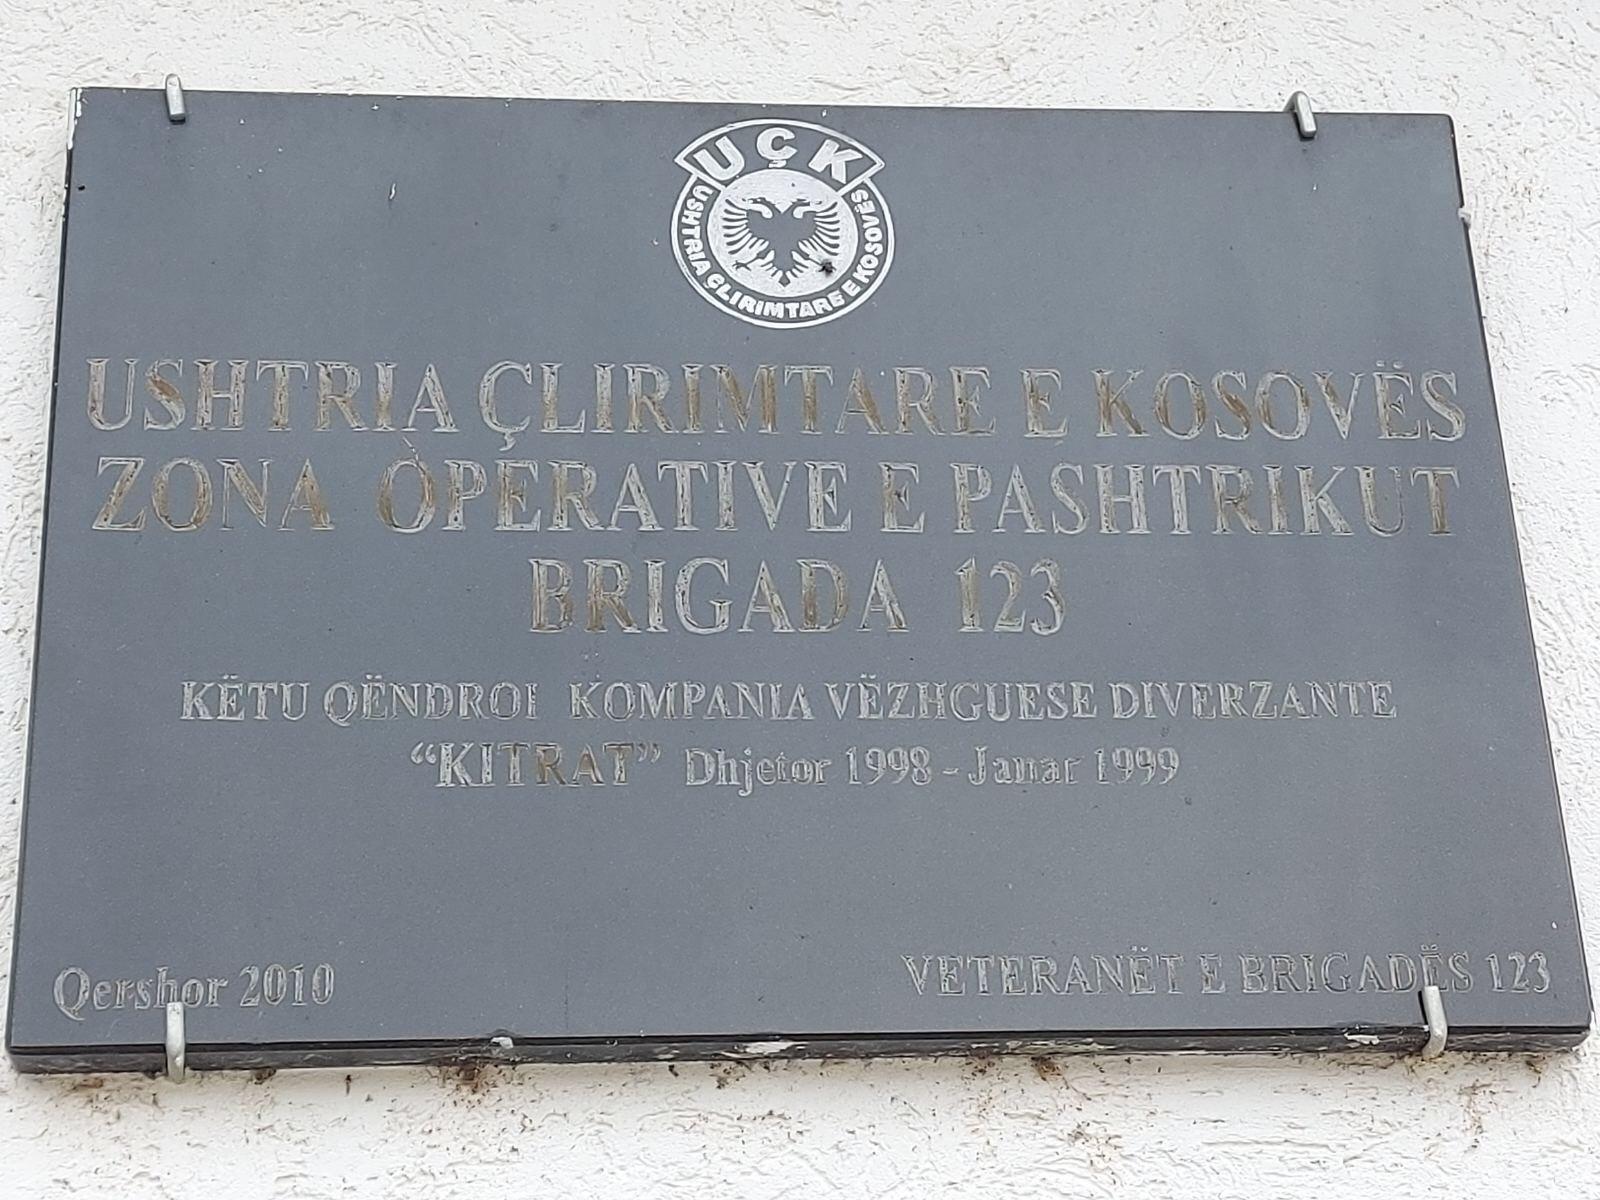 UÇK
USHTRIA ÇLIRIMTARE E KOSOVËS
USHTRIA ÇLIRIMTARE E KOSOVËS
ZONA OPERATIVE E PASHTRIKUT
BRIGADA 123
KËTU QËNDROI KOMPANIA VËZHGUESE DIVERZANTE
“KITRAT” Dhjetor 1998 - Janar 1999
Qershor 2010
VETERANËT E BRIGADËS 123